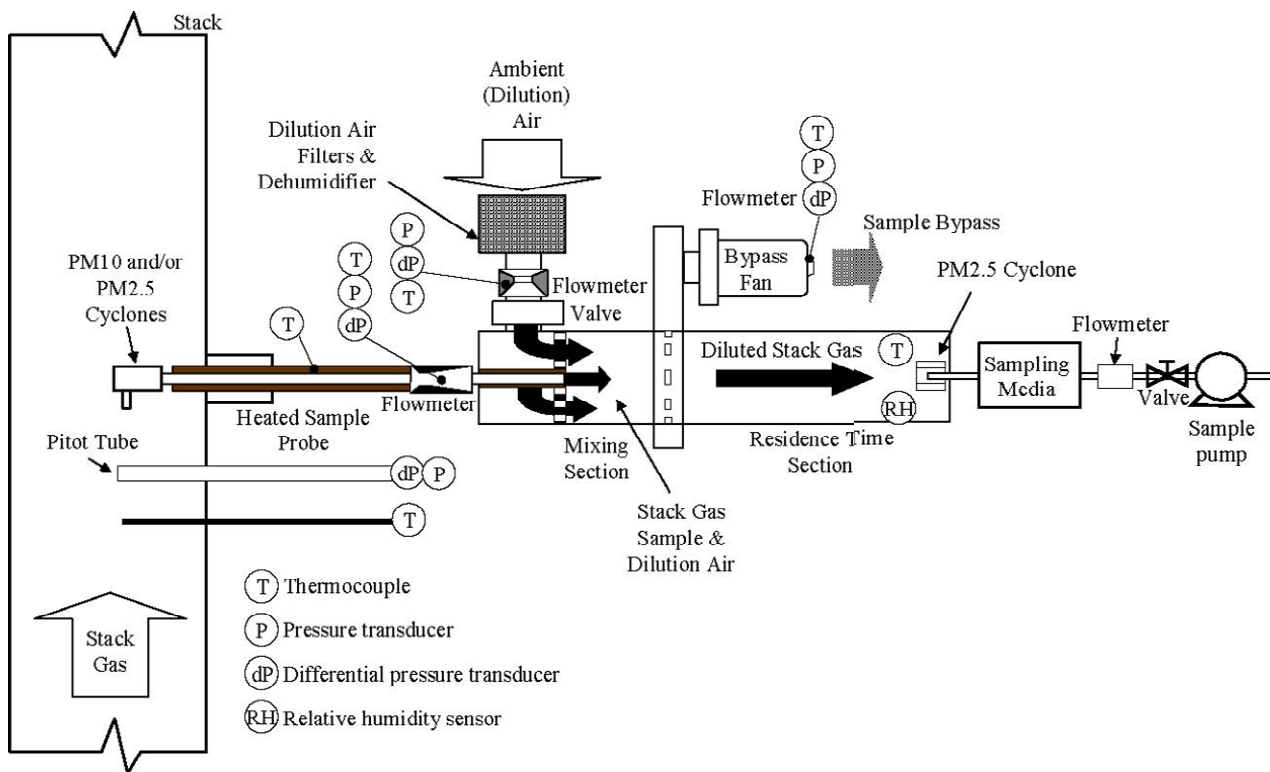 Stack
Ambient
(Dilution)
Air
Dilution Air
Filters &
Dehumidifier
T
P
Flowmeter
dP
Sample Bypass
P
dP
T
T
P
dP
Bypass
Fan
PM2.5 Cyclone
PM10 and/or
PM2.5
Cyclones
Flowmeter
Valve
Flowmeter
T
Diluted Stack Gas
T
Sampling
Media
Flowmeter
Heated Sample
Probe
RH
Valve
Pitot Tube
Mixing
Section
Residence Time
Section
Sample
pump
dP
P
T
Stack Gas
Sample &
Dilution Air
T
Thermocouple
P
Pressure transducer
Stack
Gas
dP
Differential pressure transducer
RH
Relative humidity sensor